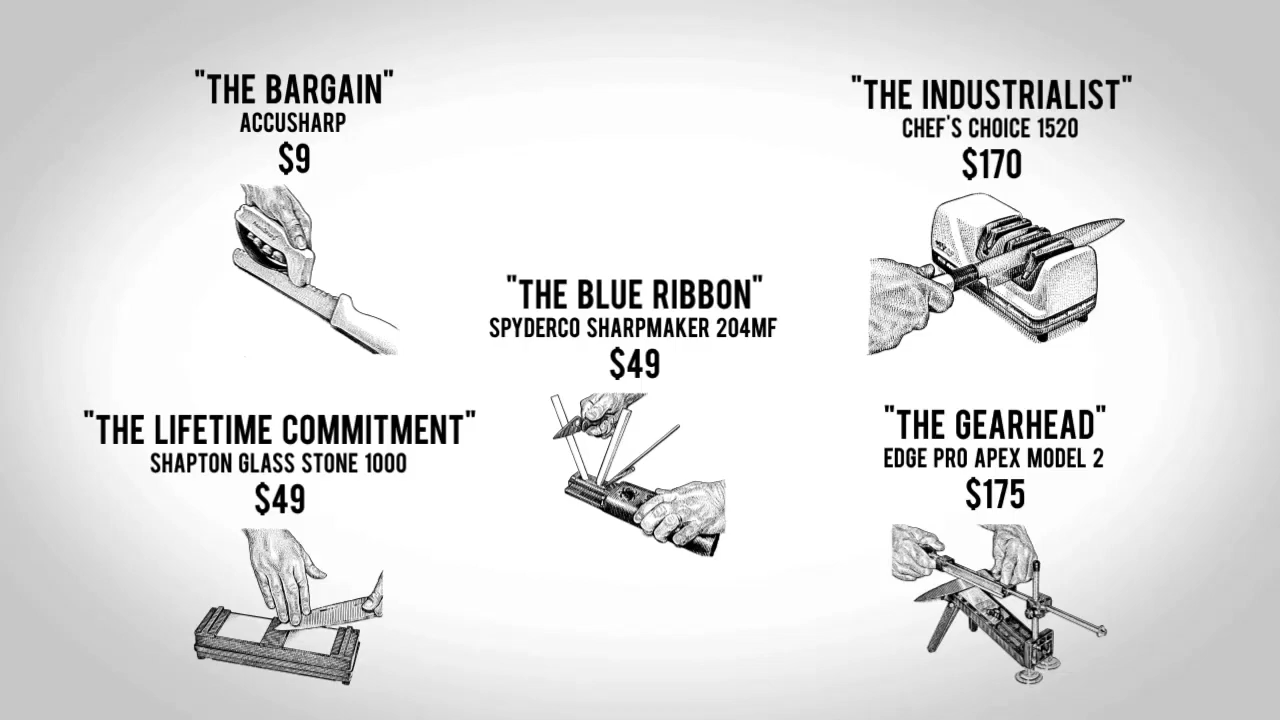 "THE BARGAIN"
ACCUSHARP
$9
"THE INDUSTRIALIST"
CHEF'S CHOICE 1520
$170
"THE BLUE RIBBON"
SPYDERCO SHARPMAKER 204MF
$49
"THE LIFETIME COMMITMENT"
SHAPTON GLASS STONE 1000
$49
"THE GEARHEAD"
EDGE PRO APEX MODEL 2
$175